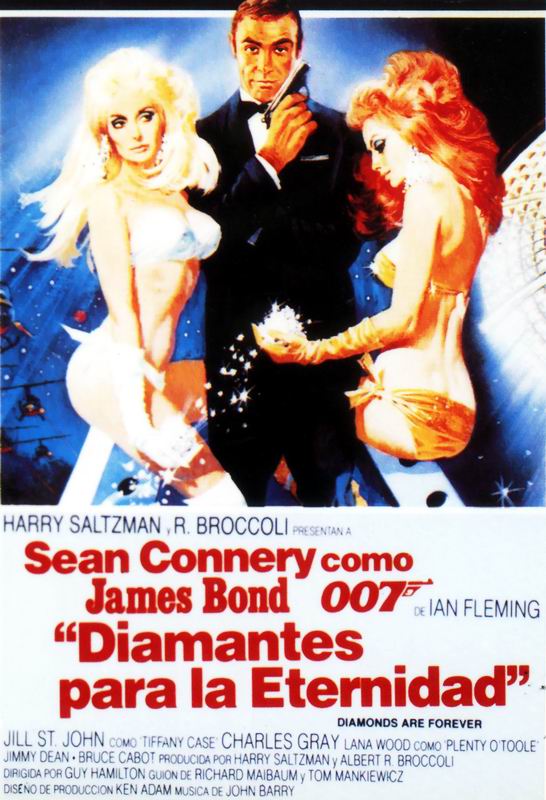 HARRY SALTZMAN Y R. BROCCOLI PRESENTAN A
Sean Connery como
James Bond 007 DE IAN FLEMING
"Diamantes
para la Eternidad"
DIAMONDS ARE FOREVER
JILL ST. JOHN COMO 'TIFFANY CASE' CHARLES GRAY LANA WOOD COMO 'PLENTY O'TOOLE'
JIMMY DEAN • BRUCE CABOT PRODUCIDA POR HARRY SALTZMAN Y ALBERT R. BROCCOLI
DIRIGIDA POR GUY HAMILTON GUION DE RICHARD MAIBAUM Y TOM MANKIEWICZ
DISEÑO DE PRODUCCION KEN ADAM MUSICA DE JOHN BARRY